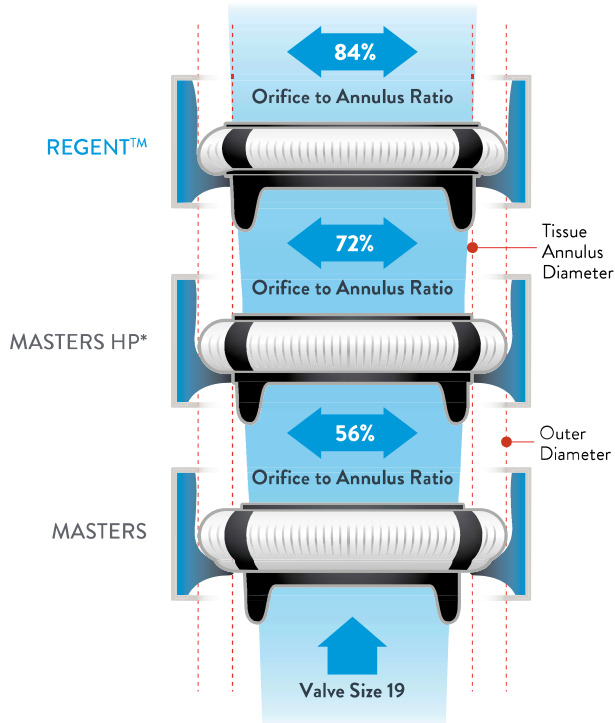 84%
Orifice to Annulus Ratio
REGENT™
Tissue
Annulus
Diameter
72%
Orifice to Annulus Ratio
MASTERS HP*
56%
Outer
Diameter
Orifice to Annulus Ratio
MASTERS
Valve Size 19